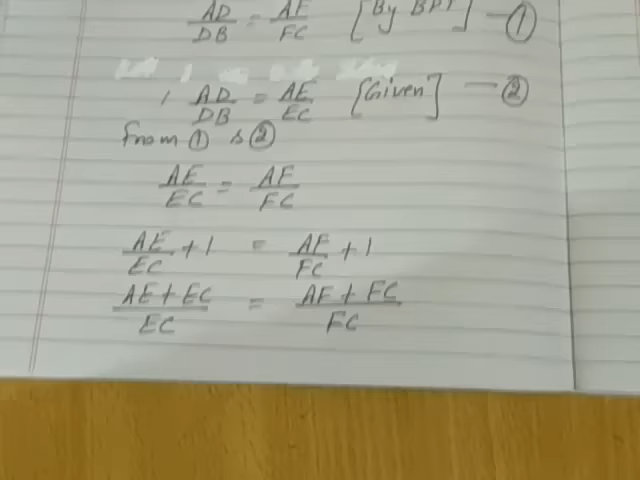 AD/DB = AF/FC [By BPT] — ①
, AD/DB = AE/EC [Given] — ②
From ① & ②
AE/EC = AF/FC
AE/EC + 1 = AF/FC + 1
AE + EC/EC = AF + FC/FC